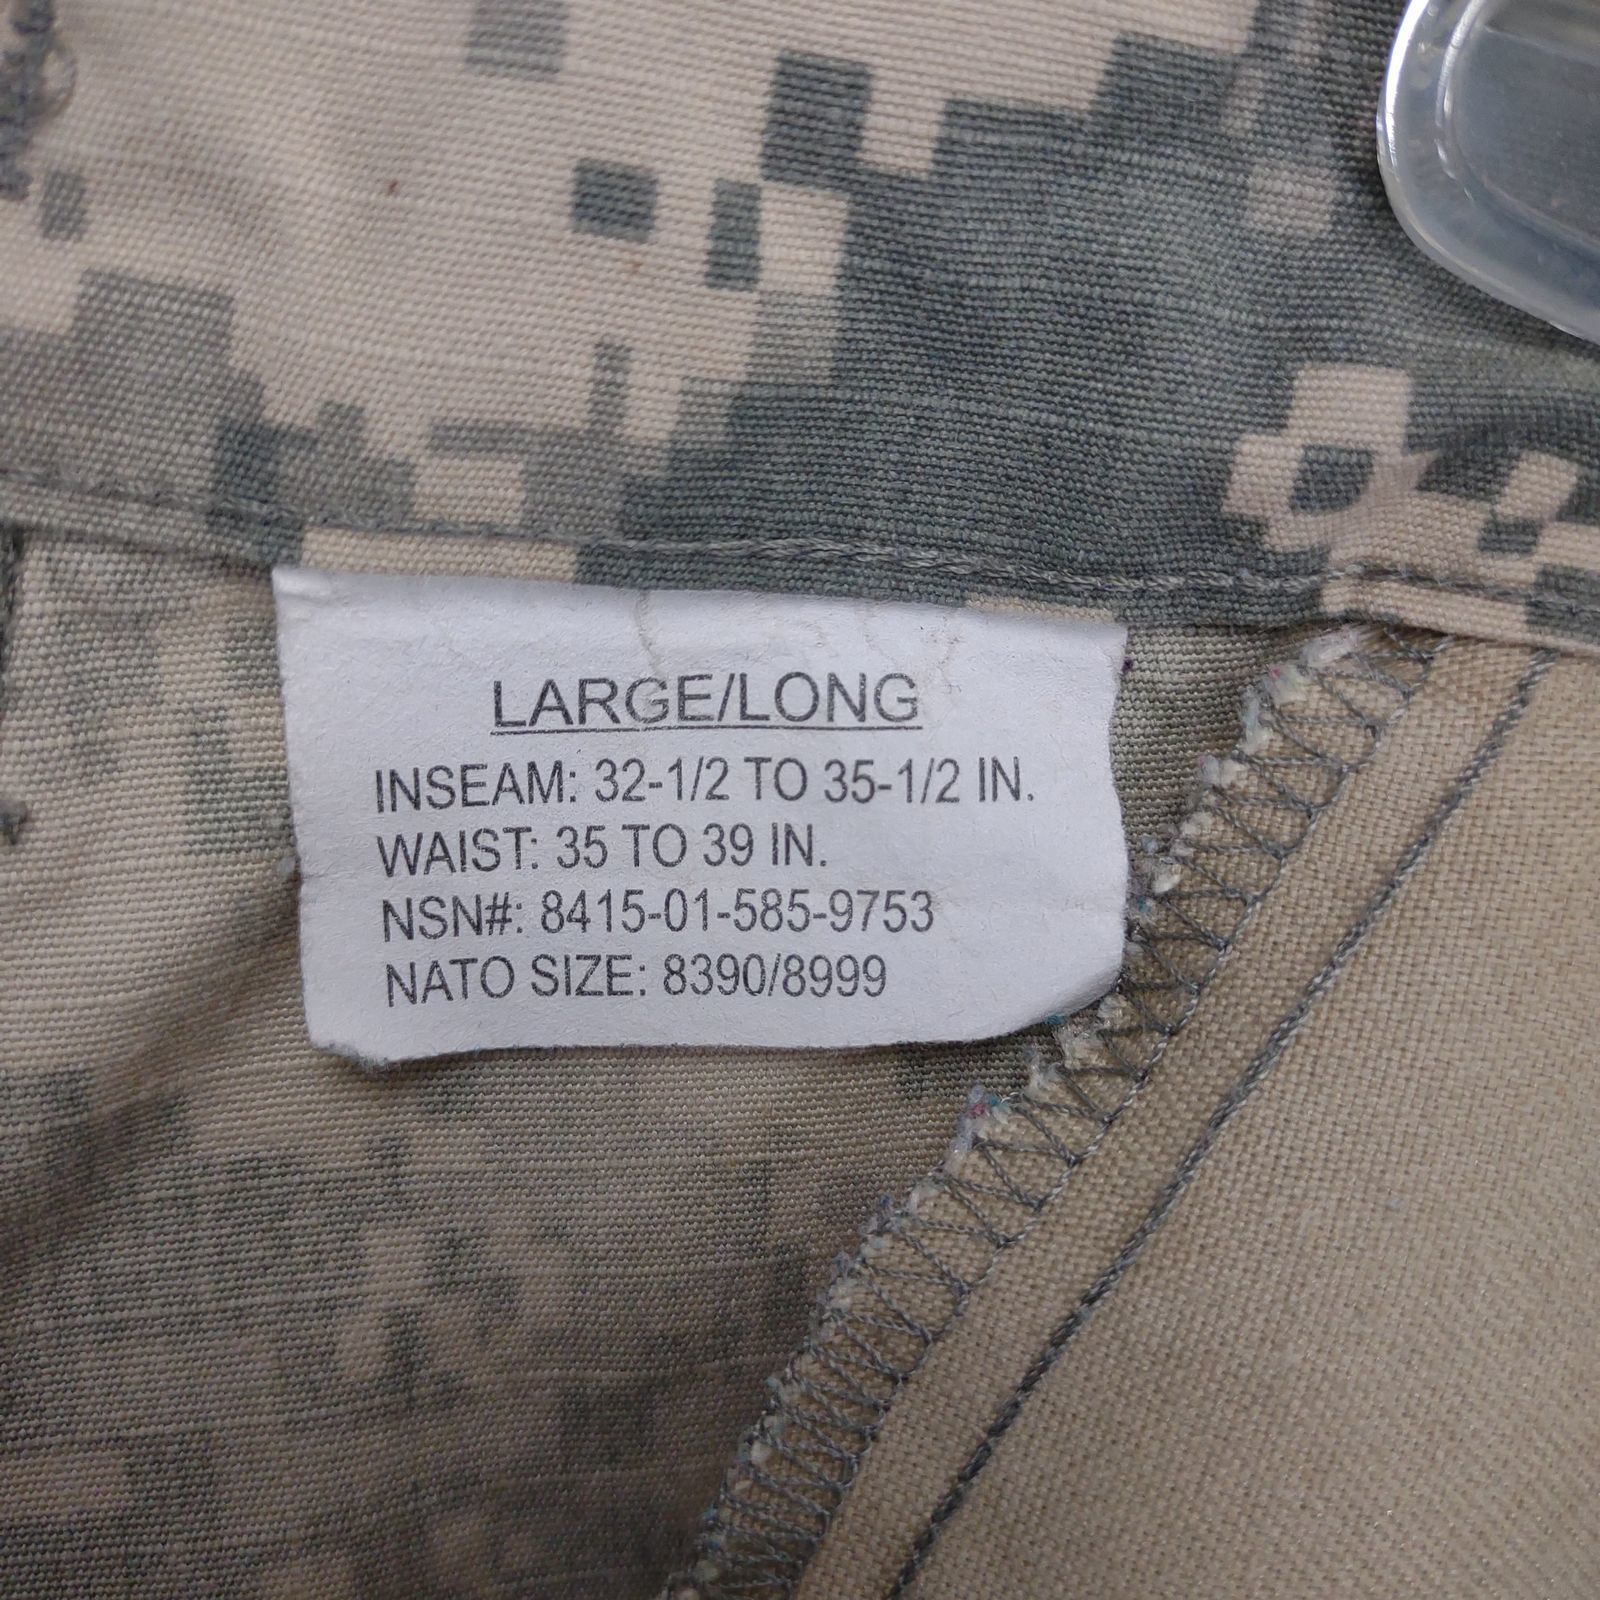 LARGE/LONG
INSEAM: 32-1/2 TO 35-1/2 IN.
WAIST: 35 TO 39 IN.
NSN#: 8415-01-585-9753
NATO SIZE: 8390/8999